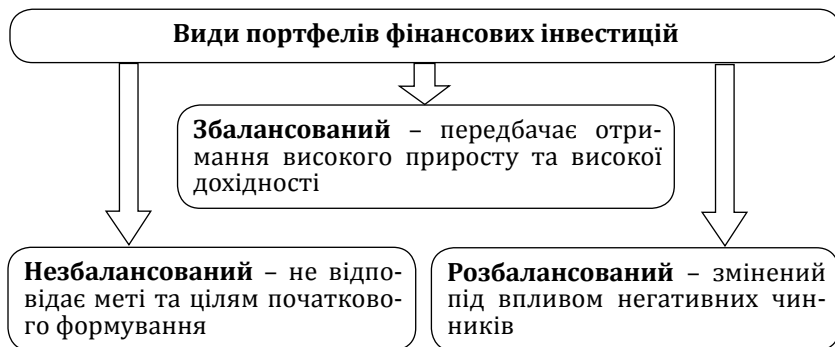 Види портфелів фінансових інвестицій
Збалансований – передбачає отри-
мання високого приросту та високої
дохідності
Незбалансований – не відпо-
відає меті та цілям початково-
го формування
Розбалансований – змінений
під впливом негативних чин-
ників